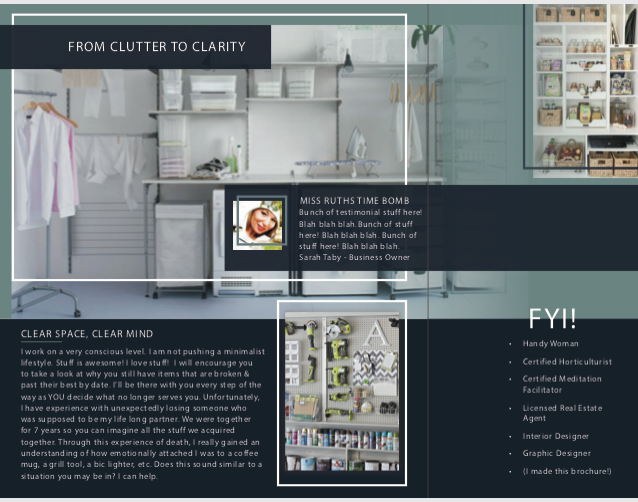 FROM CLUTTER TO CLARITY
MISS RUTHS TIME BOMB
Bunch of testimonial stuff here!
Blah blah blah. Bunch of stuff
here! Blah blah blah. Bunch of
stuff here! Blah blah blah.
Sarah Taby - Business Owner
CLEAR SPACE, CLEAR MIND
I work on a very conscious level. I am not pushing a minimalist
lifestyle. Stuff is awesome! I love stuff! I will encourage you
to take a look at why you still have items that are broken &
past their best by date. I'll be there with you every step of the
way as YOU decide what no longer serves you. Unfortunately,
I have experience with unexpectedly losing someone who
was supposed to be my life long partner. We were together
for 7 years so you can imagine all the stuff we acquired
together. Through this experience of death, I really gained an
understanding of how emotionally attached I was to a coffee
mug, a grill tool, a bic lighter, etc. Does this sound similar to a
situation you may be in? I can help.
A
FYI!
• Handy Woman
• Certified Horticulturist
• Certified Meditation
Facilitator
• Licensed Real Estate
Agent
• Interior Designer
• Graphic Designer
• (I made this brochure!)